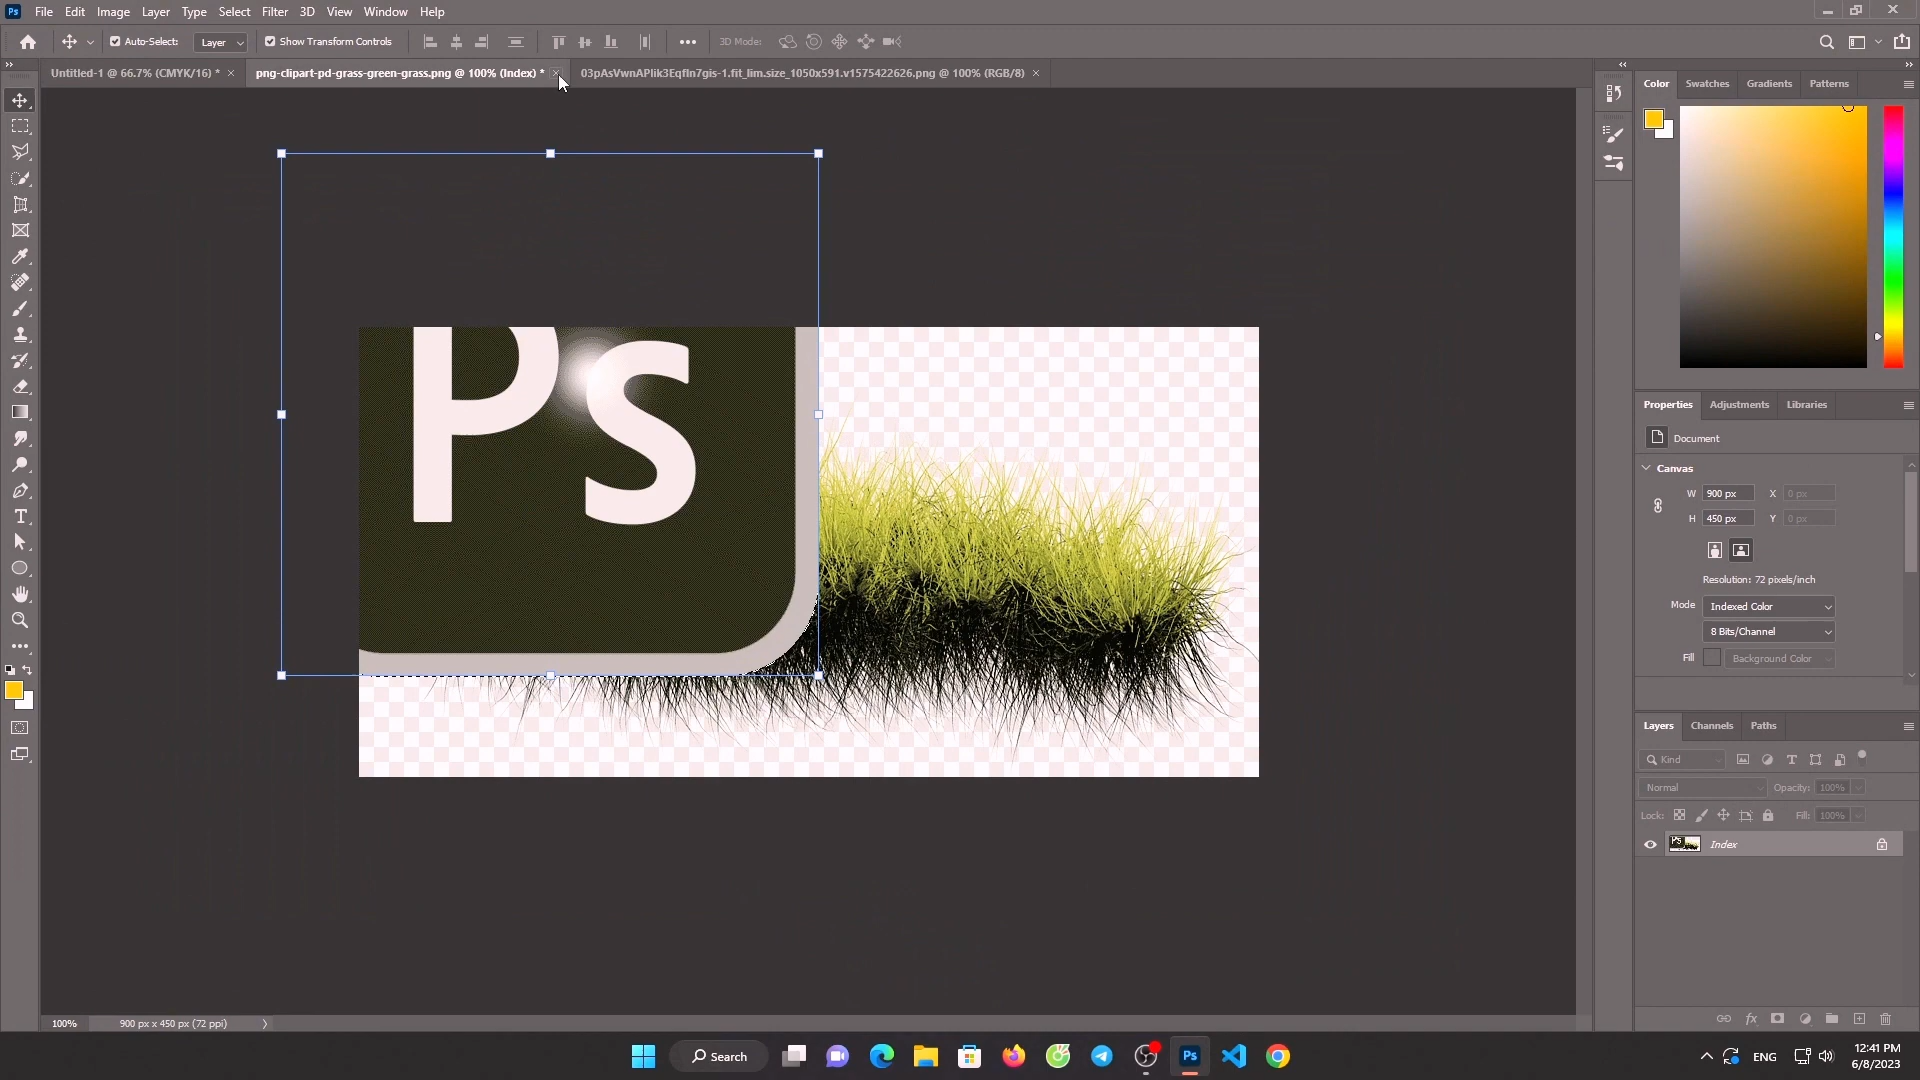 Ps File Edit Image Layer Type Select Filter 3D View Window Help
Auto-Select: Layer Show Transform Controls 3D Mode:
Untitled-1 @ 66.7% (CMYK/16) * × png-clipart-pd-grass-green-grass.png @ 100% (Index) * × 03pAsVwnAPlik3Eqfln7gis-1.fit_lim.size_1050x591.v1575422626.png @ 100% (RGB/8) ×
Color Swatches Gradients Patterns
Ps
Properties Adjustments Libraries
Document
Canvas
W 900 px X 0 px
H 450 px Y 0 px
Resolution: 72 pixels/inch
Mode Indexed Color
8 Bits/Channel
Fill Background Color
Layers Channels Paths
Kind
Normal Opacity: 100%
Lock: Fill: 100%
Index
100% 900 px x 450 px (72 ppi)
Search Ps ENG 12:41 PM
6/8/2023